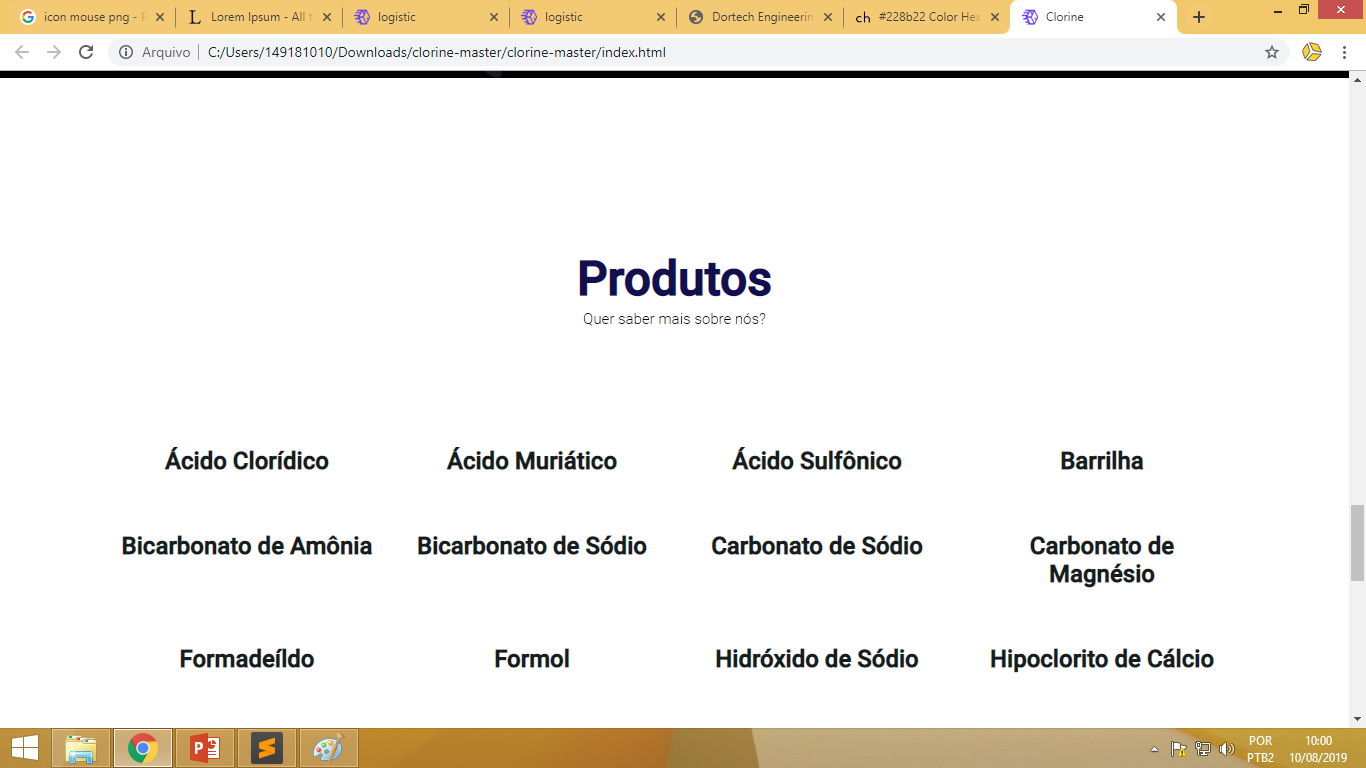 icon mouse png - P
Lorem Ipsum - All t
logistic
logistic
Dortech Engineerin
ch #228b22 Color Hex
Clorine
Arquivo C:/Users/149181010/Downloads/clorine-master/clorine-master/index.html
Produtos
Quer saber mais sobre nós?
Ácido Clorídico
Ácido Muriático
Ácido Sulfônico
Barrilha
Bicarbonato de Amônia
Bicarbonato de Sódio
Carbonato de Sódio
Carbonato de
Magnésio
Formadeíldo
Formol
Hidróxido de Sódio
Hipoclorito de Cálcio
POR
PTB2
10:00
10/08/2019